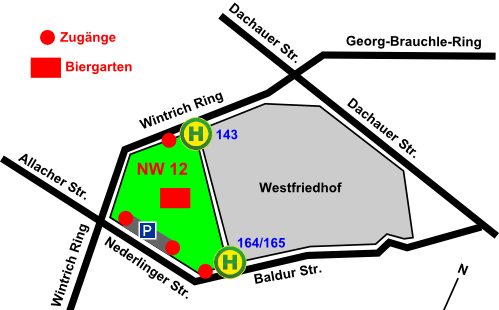 Dachauer Str.
Zugänge
Georg-Brauchle-Ring
Biergarten
Wintrich Ring
Dachauer Str.
H
143
NW 12
Allacher Str.
Westfriedhof
P
Wintrich Ring
Nederlinger Str.
164/165
H
Baldur Str.
N